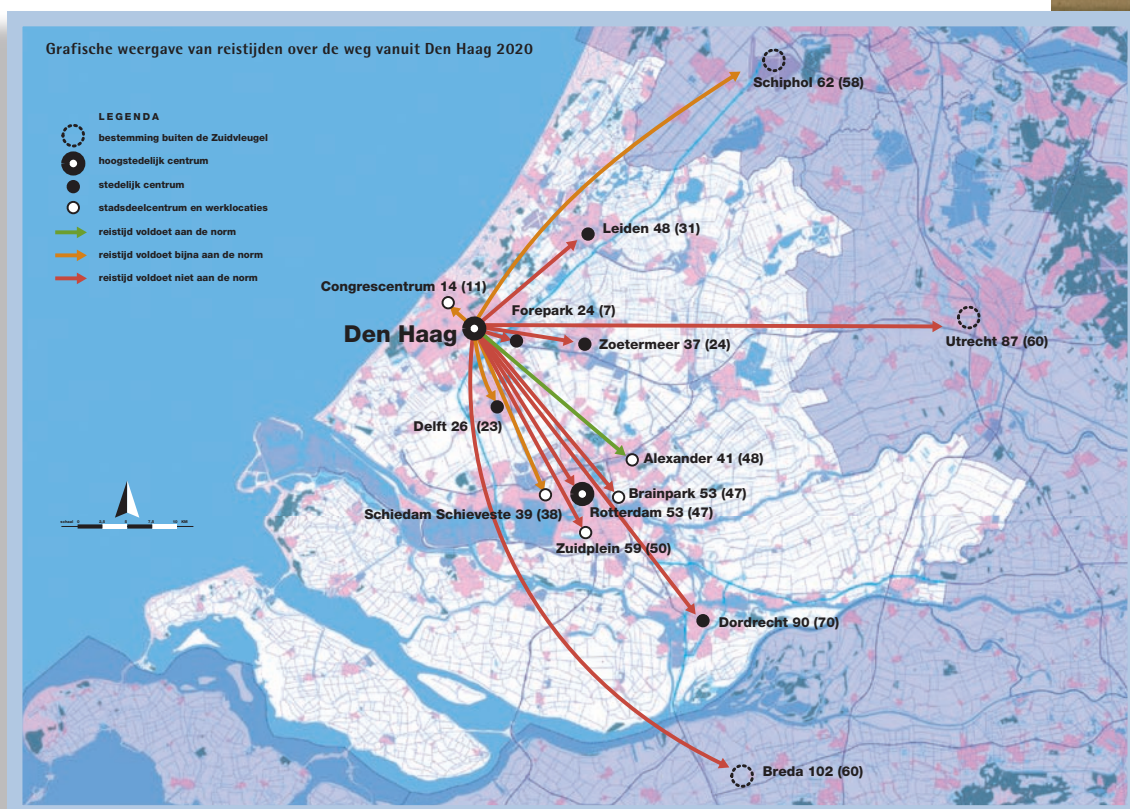 Grafische weergave van reistijden over de weg vanuit Den Haag 2020
LEGENDA
bestemming buiten de Zuidvleugel
hoogstedelijk centrum
stedelijk centrum
stadsdeelcentrum en werklocaties
reistijd voldoet aan de norm
reistijd voldoet bijna aan de norm
reistijd voldoet niet aan de norm
Schiphol 62 (58)
Leiden 48 (31)
Congrescentrum 14 (11)
Forepark 24 (7)
Den Haag
Zoetermeer 37 (24)
Utrecht 87 (60)
Delft 26 (23)
Alexander 41 (48)
Brainpark 53 (47)
Schiedam Schieveste 39 (38)
Rotterdam 53 (47)
Zuidplein 59 (50)
Dordrecht 90 (70)
Breda 102 (60)